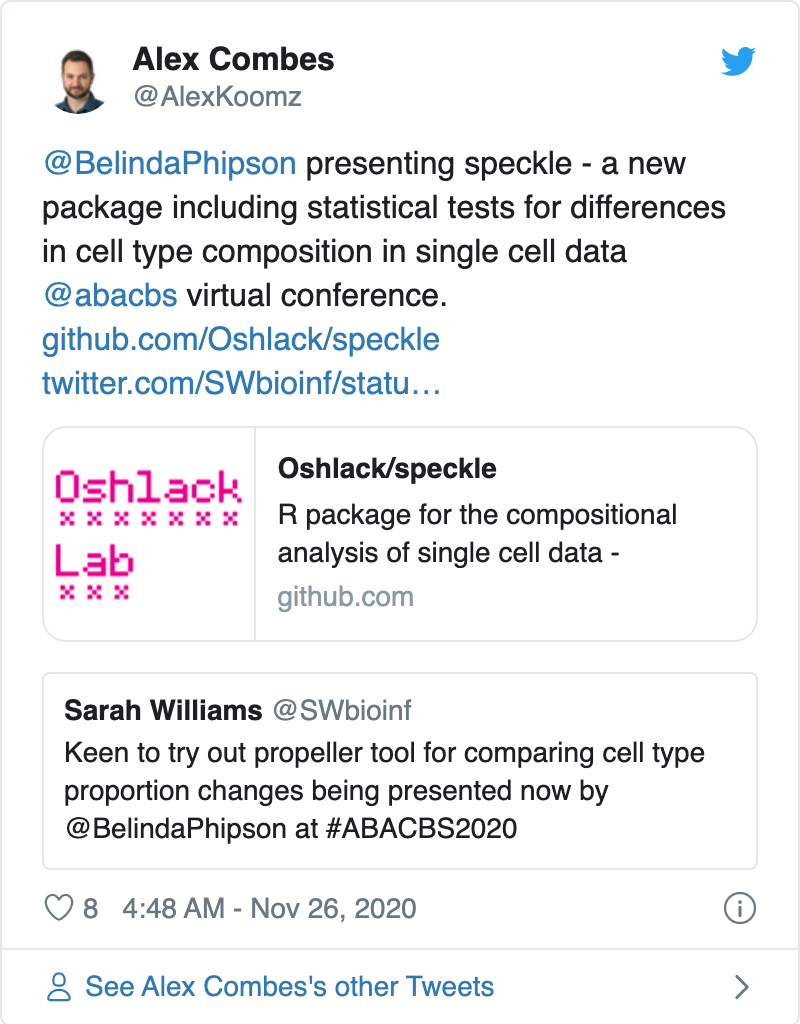 Alex Combes
@AlexKoomz
@BelindaPhipson presenting speckle - a new
package including statistical tests for differences
in cell type composition in single cell data
@abacbs virtual conference.
github.com/Oshlack/speckle
twitter.com/SWbioinf/statu…
Oshlack
Lab
Oshlack/speckle
R package for the compositional
analysis of single cell data -
github.com
Sarah Williams @SWbioinf
Keen to try out propeller tool for comparing cell type
proportion changes being presented now by
@BelindaPhipson at #ABACBS2020
8 4:48 AM - Nov 26, 2020
See Alex Combes's other Tweets